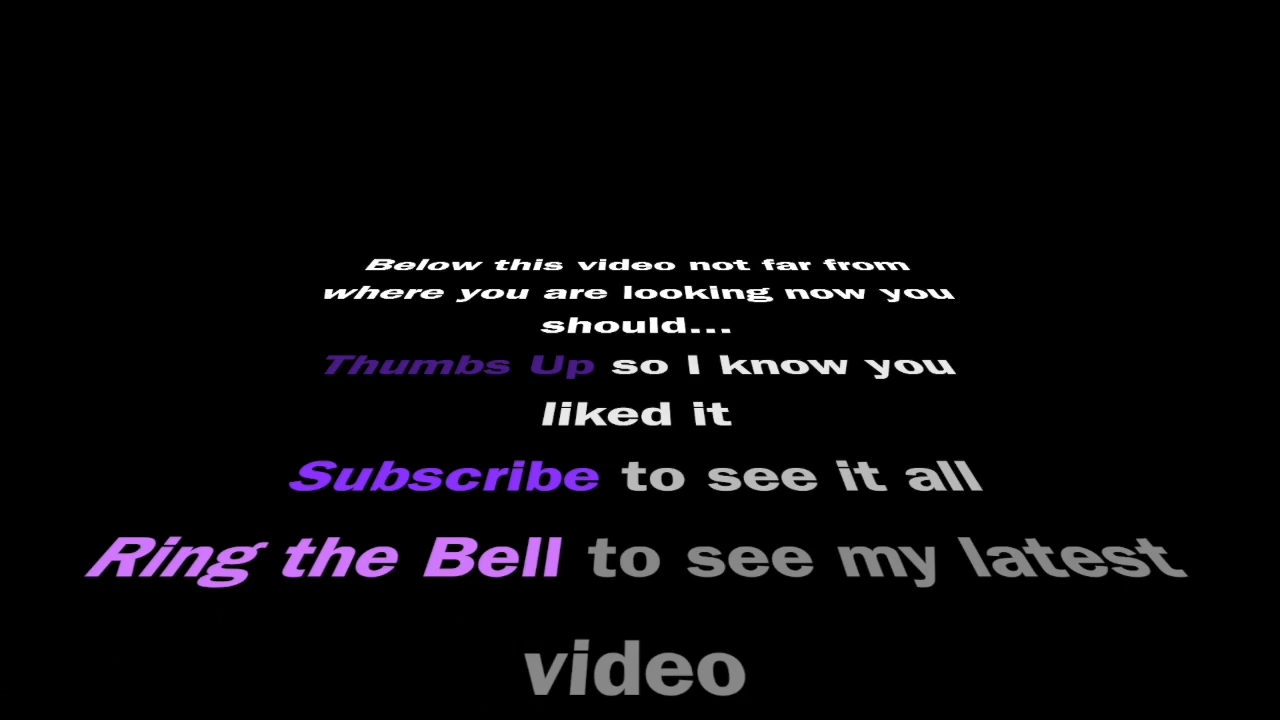 Below this video not far from
where you are looking now you
should...
Thumbs Up so I know you
liked it
Subscribe to see it all
Ring the Bell to see my latest
video